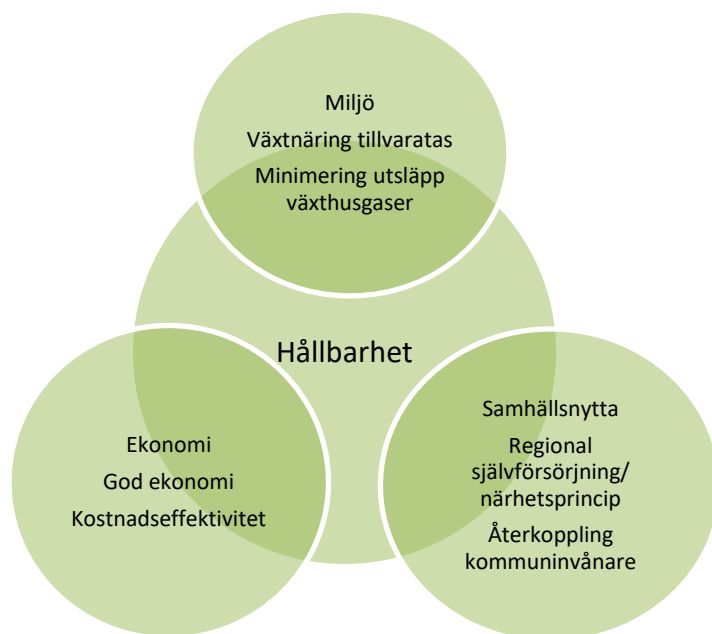 Miljö
Växtnäring tillvaratas
Minimering utsläpp
växthusgaser
Hållbarhet
Ekonomi
God ekonomi
Kostnadseffektivitet
Samhällsnytta
Regional
självförsörjning/
närhetsprincip
Återkoppling
kommuninvånare